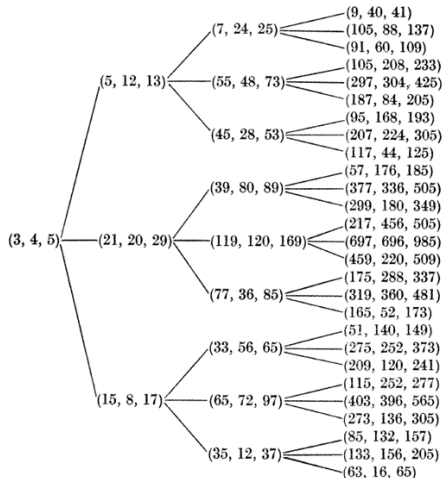 (9, 40, 41)
(7, 24, 25) (105, 88, 137)
(91, 60, 109)
(105, 208, 233)
(5, 12, 13) (55, 48, 73) (297, 304, 425)
(187, 84, 205)
(95, 168, 193)
(45, 28, 53) (207, 224, 305)
(117, 44, 125)
(57, 176, 185)
(39, 80, 89) (377, 336, 505)
(299, 180, 349)
(217, 456, 505)
(3, 4, 5) (21, 20, 29) (119, 120, 169) (697, 696, 985)
(459, 220, 509)
(175, 288, 337)
(77, 36, 85) (319, 360, 481)
(165, 52, 173)
(51, 140, 149)
(33, 56, 65) (275, 252, 373)
(209, 120, 241)
(115, 252, 277)
(15, 8, 17) (65, 72, 97) (403, 396, 565)
(273, 136, 305)
(85, 132, 157)
(35, 12, 37) (133, 156, 205)
(63, 16, 65)